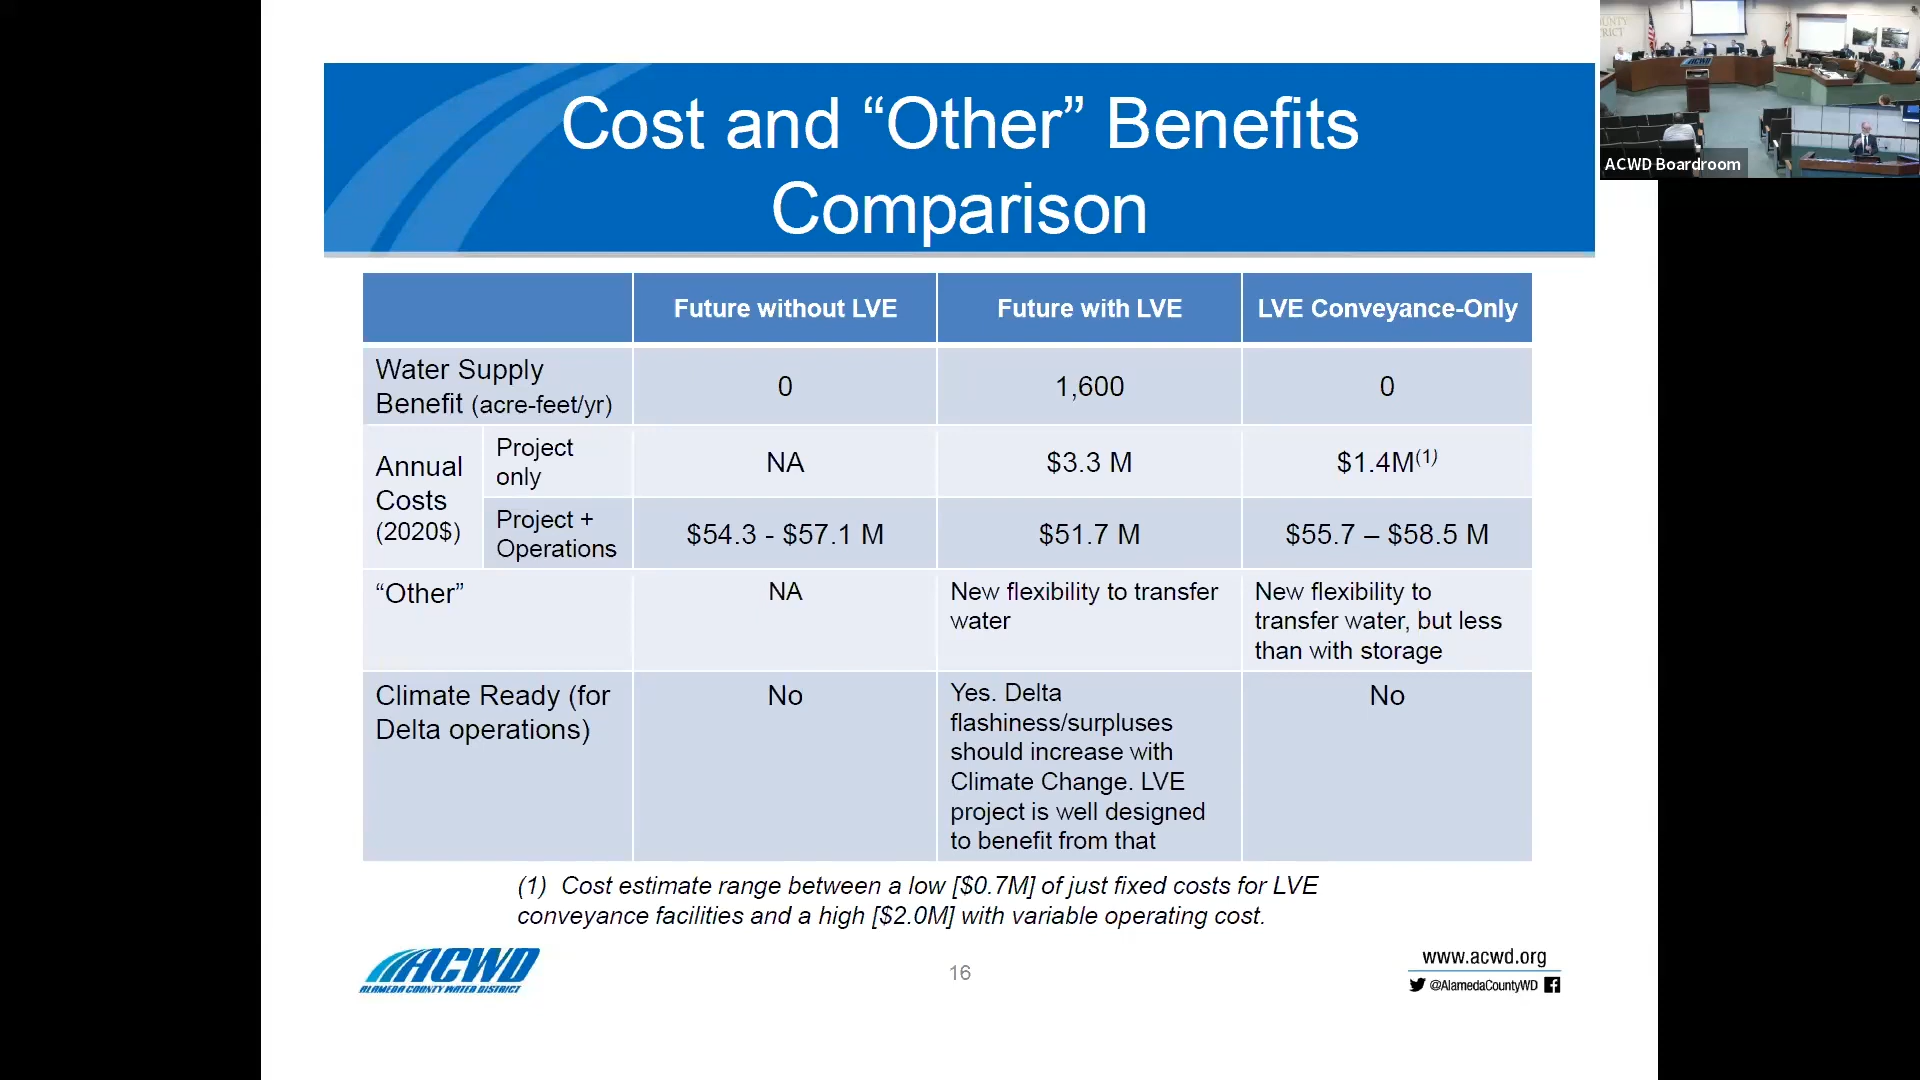 Cost and “Other” Benefits
Comparison
ACWD Boardroom
Future without LVE
Future with LVE
LVE Conveyance-Only
Water Supply
Benefit (acre-feet/yr)
0
1,600
0
Annual
Costs
(2020$)
Project
only
NA
$3.3 M
$1.4M(1)
Project +
Operations
$54.3 - $57.1 M
$51.7 M
$55.7 – $58.5 M
“Other”
NA
New flexibility to transfer
water
New flexibility to
transfer water, but less
than with storage
Climate Ready (for
Delta operations)
No
Yes. Delta
flashiness/surpluses
should increase with
Climate Change. LVE
project is well designed
to benefit from that
No
(1) Cost estimate range between a low [$0.7M] of just fixed costs for LVE
conveyance facilities and a high [$2.0M] with variable operating cost.
ACWD
ALAMEDA COUNTY WATER DISTRICT
16
www.acwd.org
@AlamedaCountyWD